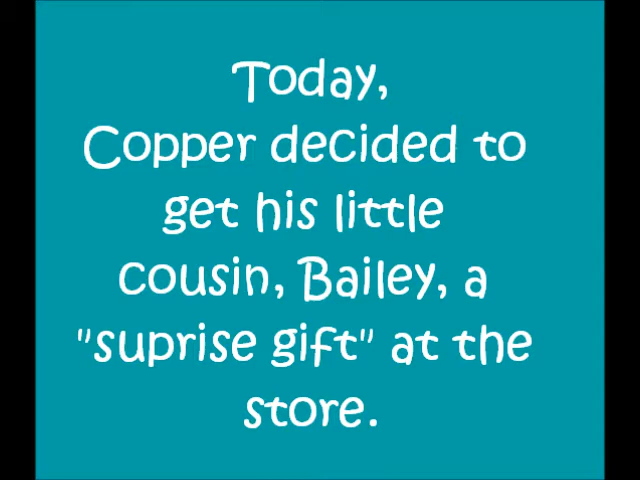 Today,
Copper decided to
get his little
cousin, Bailey, a
"suprise gift" at the
store.